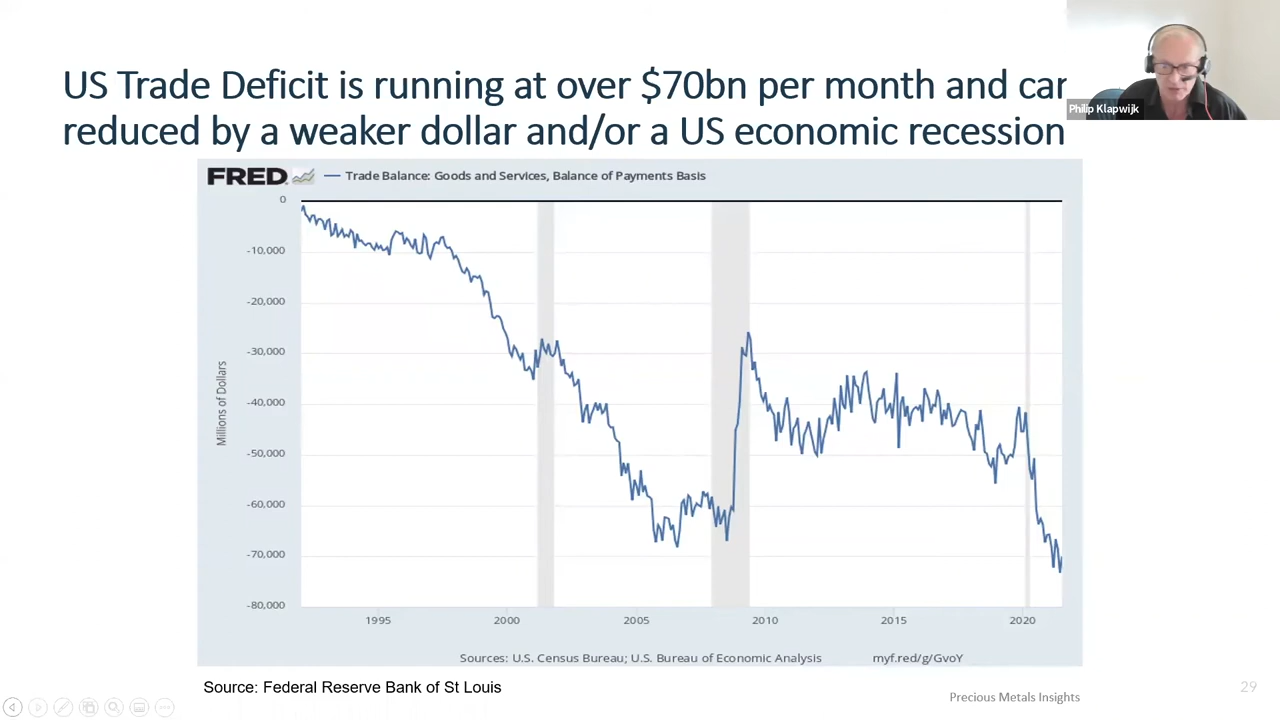 US Trade Deficit is running at over $70bn per month and can
reduced by a weaker dollar and/or a US economic recession
Philip Klapwijk
FRED
Trade Balance: Goods and Services, Balance of Payments Basis
0
-10,000
-20,000
-30,000
-40,000
-50,000
-60,000
-70,000
-80,000
Millions of Dollars
1995 2000 2005 2010 2015 2020
Sources: U.S. Census Bureau; U.S. Bureau of Economic Analysis myf.red/g/GvoY
Source: Federal Reserve Bank of St Louis
Precious Metals Insights
29